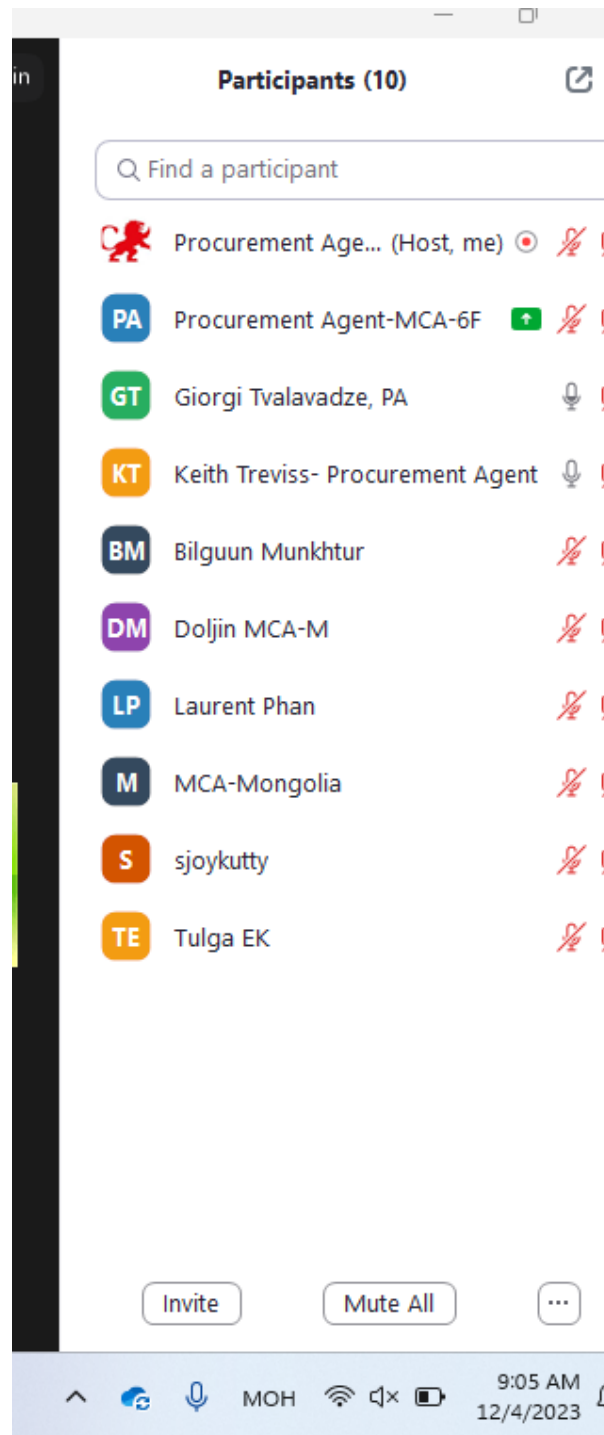 in
Participants (10)
Find a participant
Procurement Age... (Host, me)
PA Procurement Agent-MCA-6F
GT Giorgi Tvalavadze, PA
KT Keith Treviss- Procurement Agent
BM Bilguun Munkhtur
DM Doljin MCA-M
LP Laurent Phan
M MCA-Mongolia
S sjoykutty
TE Tulga EK
Invite Mute All ...
МОН 9:05 AM
12/4/2023